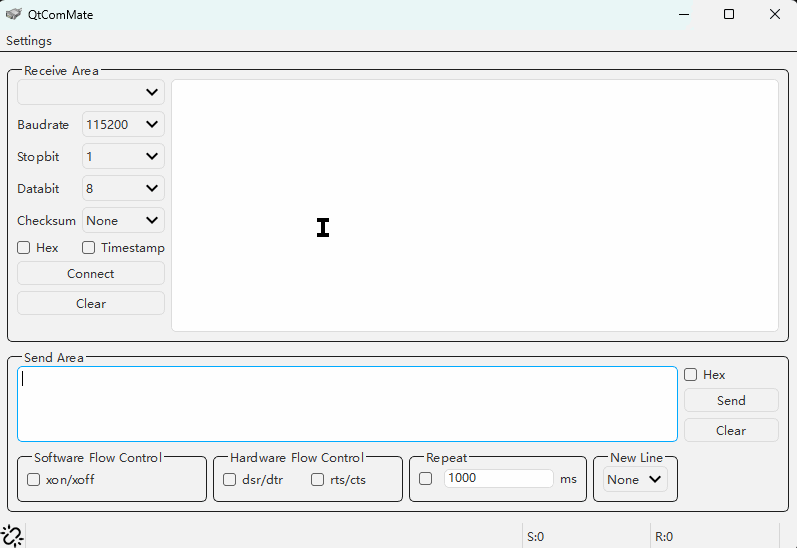 QtComMate
Settings
Receive Area
Baudrate 115200
Stopbit 1
Databit 8
Checksum None
Hex Timestamp
Connect
Clear
Send Area
Hex
Send
Clear
Software Flow Control
xon/xoff
Hardware Flow Control
dsr/dtr rts/cts
Repeat
1000 ms
New Line
None
S:0 R:0